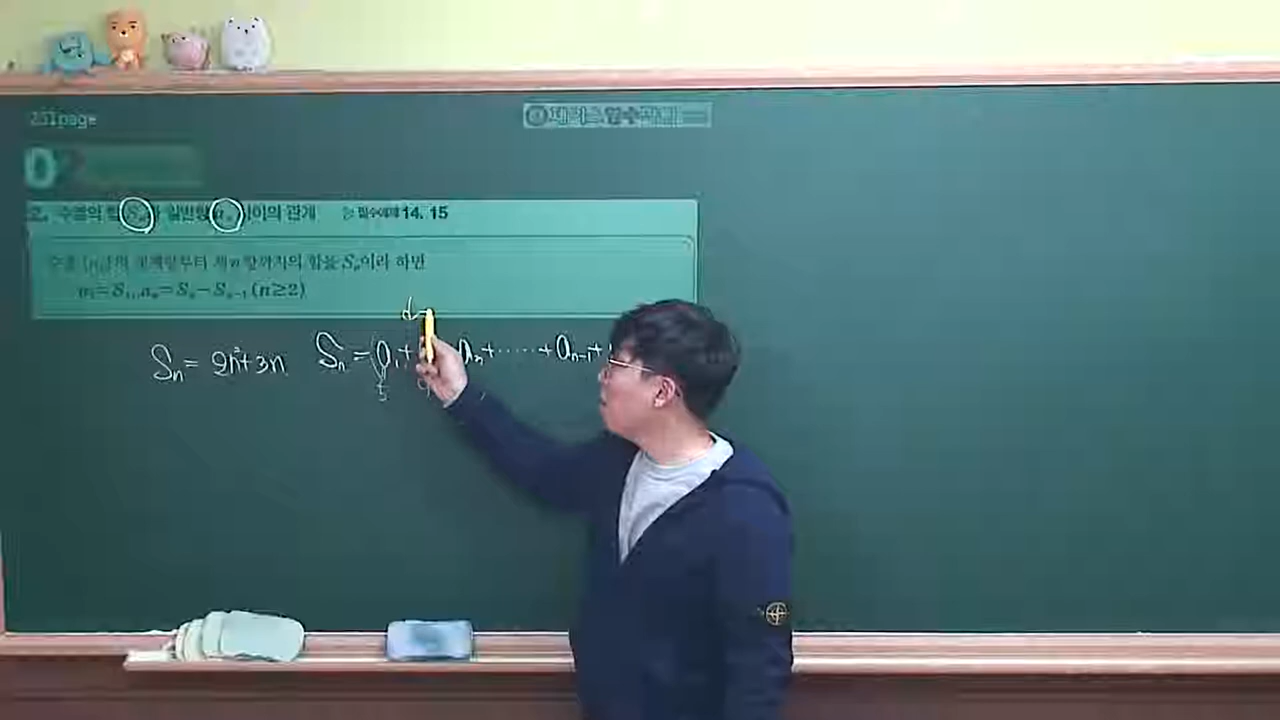 251page
2. 수열의 합 Sₙ과 일반항 aₙ 사이의 관계 필수예제 14, 15
수열 {aₙ}의 첫째항부터 제n항까지의 합을 Sₙ이라 하면
a₁=S₁, aₙ=Sₙ−Sₙ₋₁ (n≥2)
Sₙ = 2n²+3n Sₙ = a₁+ +⋯⋯+ aₙ₋₁+
5